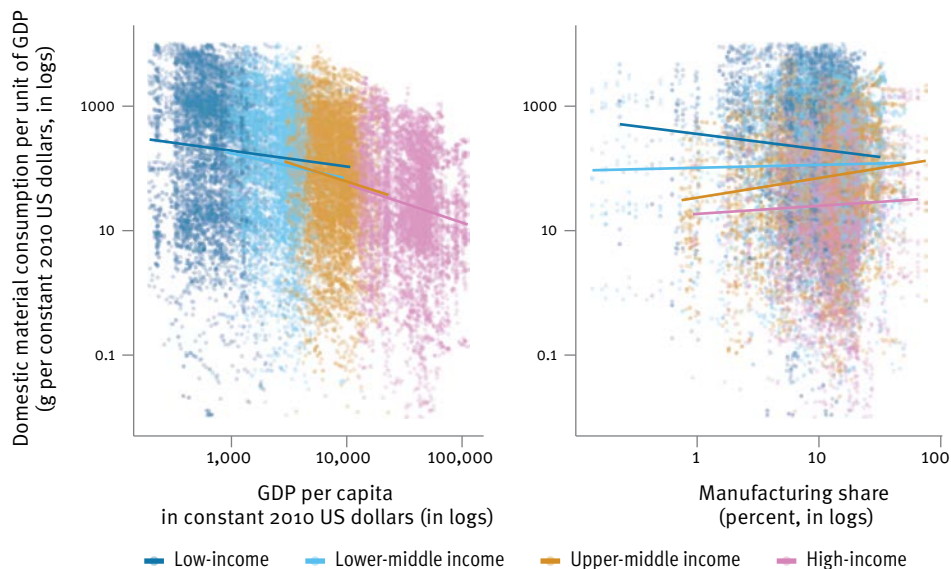 Domestic material consumption per unit of GDP
(g per constant 2010 US dollars, in logs)
1000
10
0.1
1,000
10,000
100,000
GDP per capita
in constant 2010 US dollars (in logs)
1000
10
0.1
1
10
100
Manufacturing share
(percent, in logs)
Low-income
Lower-middle income
Upper-middle income
High-income